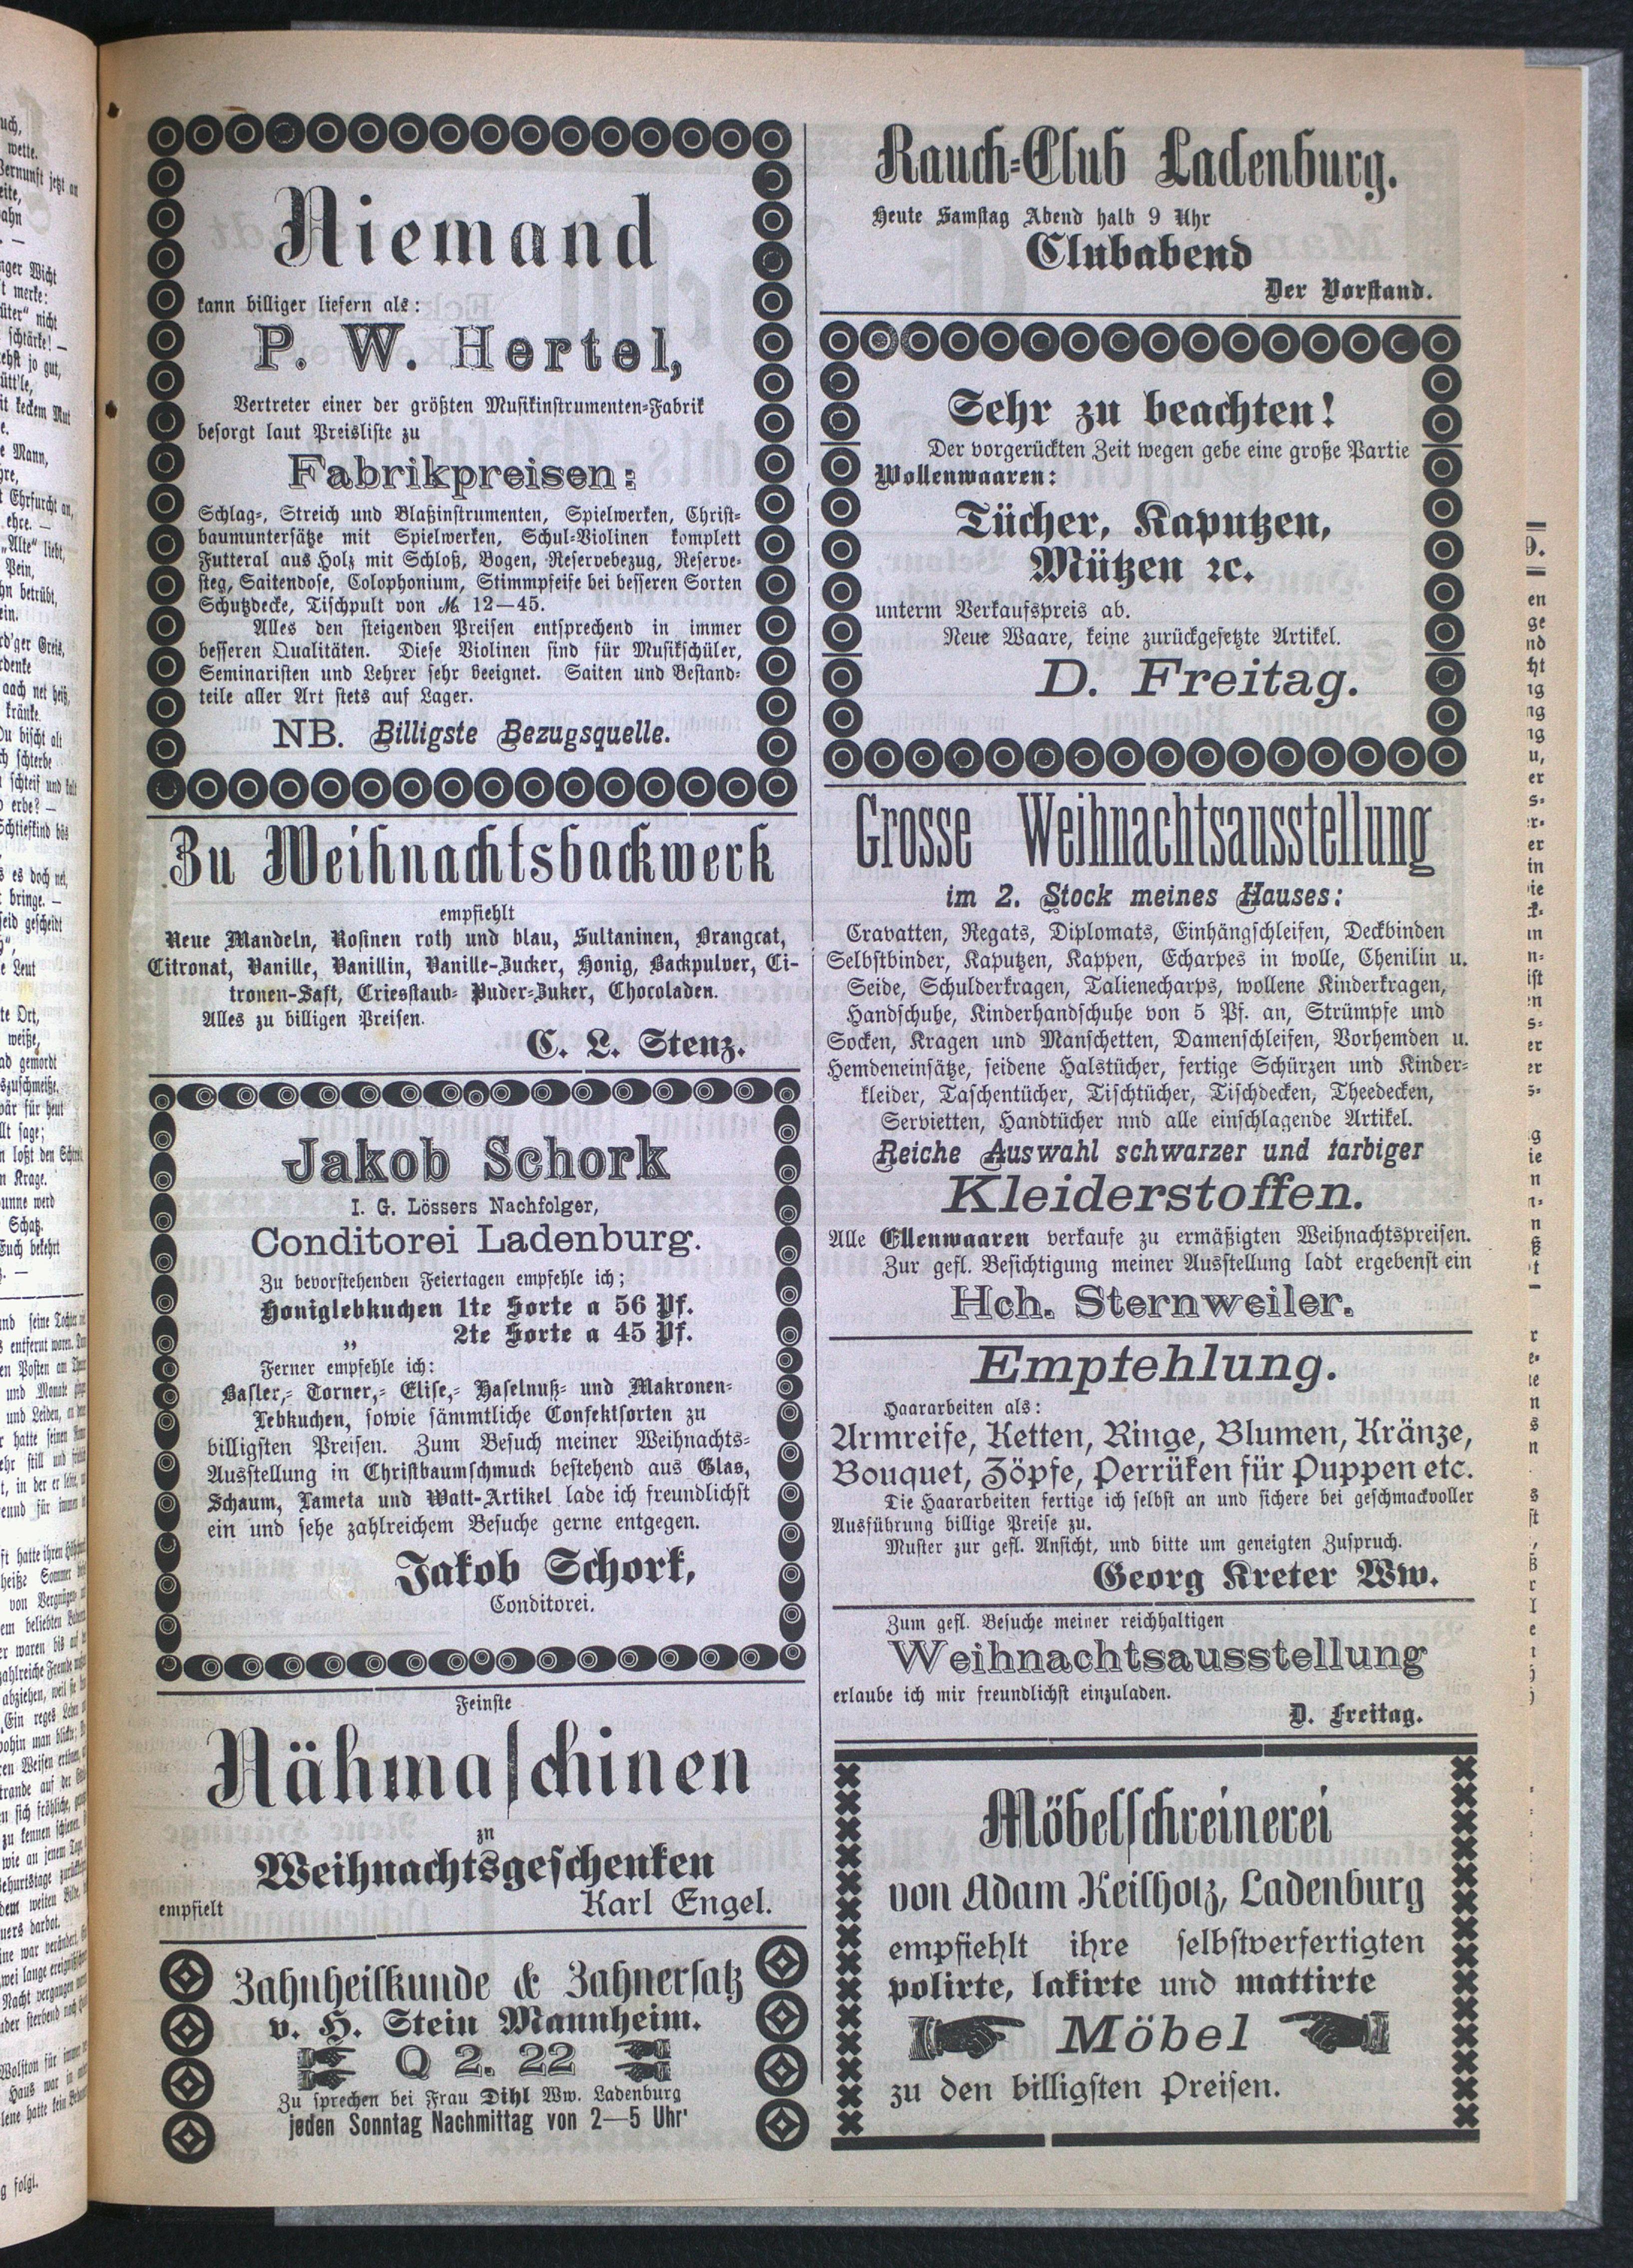 Niemand
kann billiger liefern als:
P. W. Hertel,
Vertreter einer der größten Musikinstrumenten-Fabrik
besorgt laut Preisliste zu
Fabrikpreisen:
Schlag-, Streich und Blaßinstrumenten, Spielwerken, Christ-
baumuntersätze mit Spielwerken, Schul-Violinen komplett
Futteral aus Holz mit Schloß, Bogen, Reservebezug, Reserve-
steg, Saitendose, Colophonium, Stimmpfeife bei besseren Sorten
Schutzdecke, Tischpult von M. 12—45.
Alles den steigenden Preisen entsprechend in immer
besseren Qualitäten. Diese Violinen sind für Musikschüler,
Seminaristen und Lehrer sehr beeignet. Saiten und Bestand-
teile aller Art stets auf Lager.
NB. Billigste Bezugsquelle.
Zu Weihnachtsbackwerk
empfiehlt
Neue Mandeln, Rosinen roth und blau, Sultaninen, Orangeat,
Citronat, Vanille, Vanillin, Vanille-Zucker, Honig, Backpulver, Ci-
tronen-Saft, Griesstaub- Puder-Zuker, Chocoladen.
Alles zu billigen Preisen.
C. L. Stenz.
Jakob Schork
I. G. Lössers Nachfolger,
Conditorei Ladenburg.
Zu bevorstehenden Feiertagen empfehle ich;
Honiglebkuchen 1te Sorte a 56 Pf.
„ 2te Sorte a 45 Pf.
Ferner empfehle ich:
Basler,- Torner,- Elise,- Haselnuß- und Makronen-
Lebkuchen, sowie sämmtliche Confektsorten zu
billigsten Preisen. Zum Besuch meiner Weihnachts-
Ausstellung in Christbaumschmuck bestehend aus Glas,
Schaum, Lameta und Watt-Artikel lade ich freundlichst
ein und sehe zahlreichem Besuche gerne entgegen.
Jakob Schork,
Conditorei.
Feinste
Nähmaschinen
zn
Weihnachtsgeschenken
empfielt Karl Engel.
Zahnheilkunde & Zahnersatz
v. H. Stein Mannheim.
Q 2. 22
Zu sprechen bei Frau Dihl Ww. Ladenburg
jeden Sonntag Nachmittag von 2—5 Uhr'
Rauch-Club Ladenburg.
Heute Samstag Abend halb 9 Uhr
Clubabend
Der Vorstand.
Sehr zu beachten!
Der vorgerückten Zeit wegen gebe eine große Partie
Wollenwaaren:
Tücher, Kaputzen,
Mützen ꝛc.
unterm Verkaufspreis ab.
Neue Waare, keine zurückgesetzte Artikel.
D. Freitag.
Grosse Weihnachtsausstellung
im 2. Stock meines Hauses:
Cravatten, Regats, Diplomats, Einhängschleifen, Deckbinden
Selbstbinder, Kaputzen, Kappen, Echarpes in wolle, Chenilin u.
Seide, Schulderkragen, Talienecharps, wollene Kinderkragen,
Handschuhe, Kinderhandschuhe von 5 Pf. an, Strümpfe und
Socken, Kragen und Manschetten, Damenschleifen, Vorhemden u.
Hemdeneinsätze, seidene Halstücher, fertige Schürzen und Kinder-
kleider, Taschentücher, Tischtücher, Tischdecken, Theedecken,
Servietten, Handtücher nnd alle einschlagende Artikel.
Reiche Auswahl schwarzer und farbiger
Kleiderstoffen.
Alle Ellenwaaren verkaufe zu ermäßigten Weihnachtspreisen.
Zur gefl. Besichtigung meiner Ausstellung ladt ergebenst ein
Hch. Sternweiler.
Empfehlung.
Haararbeiten als:
Armreife, Ketten, Ringe, Blumen, Kränze,
Bouquet, Zöpfe, Perrüken für Puppen etc.
Die Haararbeiten fertige ich selbst an und sichere bei geschmackvoller
Ausführung billige Preise zu.
Muster zur gefl. Ansicht, und bitte um geneigten Zuspruch.
Georg Kreter Ww.
Zum gefl. Besuche meiner reichhaltigen
Weihnachtsausstellung
erlaube ich mir freundlichst einzuladen.
D. Freitag.
Möbelschreinerei
von Adam Keilholz, Ladenburg
empfiehlt ihre selbstverfertigten
polirte, lakirte und mattirte
Möbel
zu den billigsten Preisen.